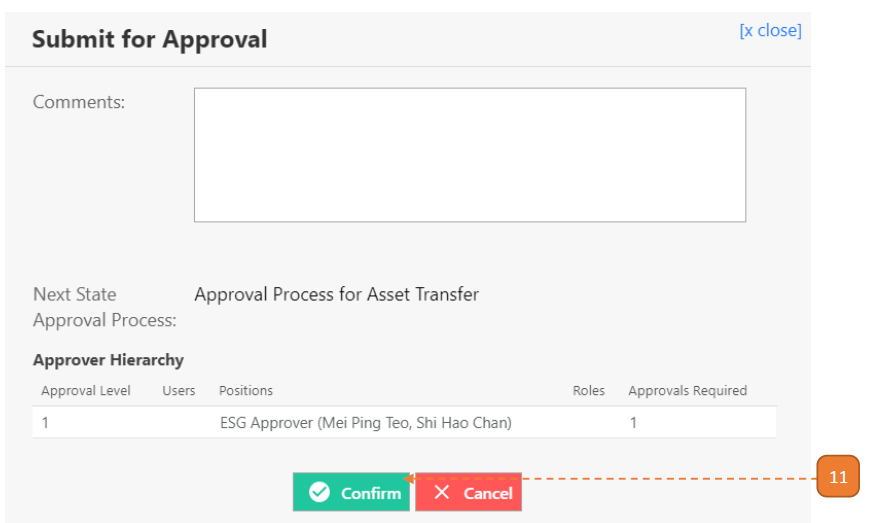 Submit for Approval
[x close]
Comments:
Next State
Approval Process:
Approval Process for Asset Transfer
Approver Hierarchy
Approval Level Users Positions Roles Approvals Required
1 ESG Approver (Mei Ping Teo, Shi Hao Chan) 1
Confirm Cancel
11